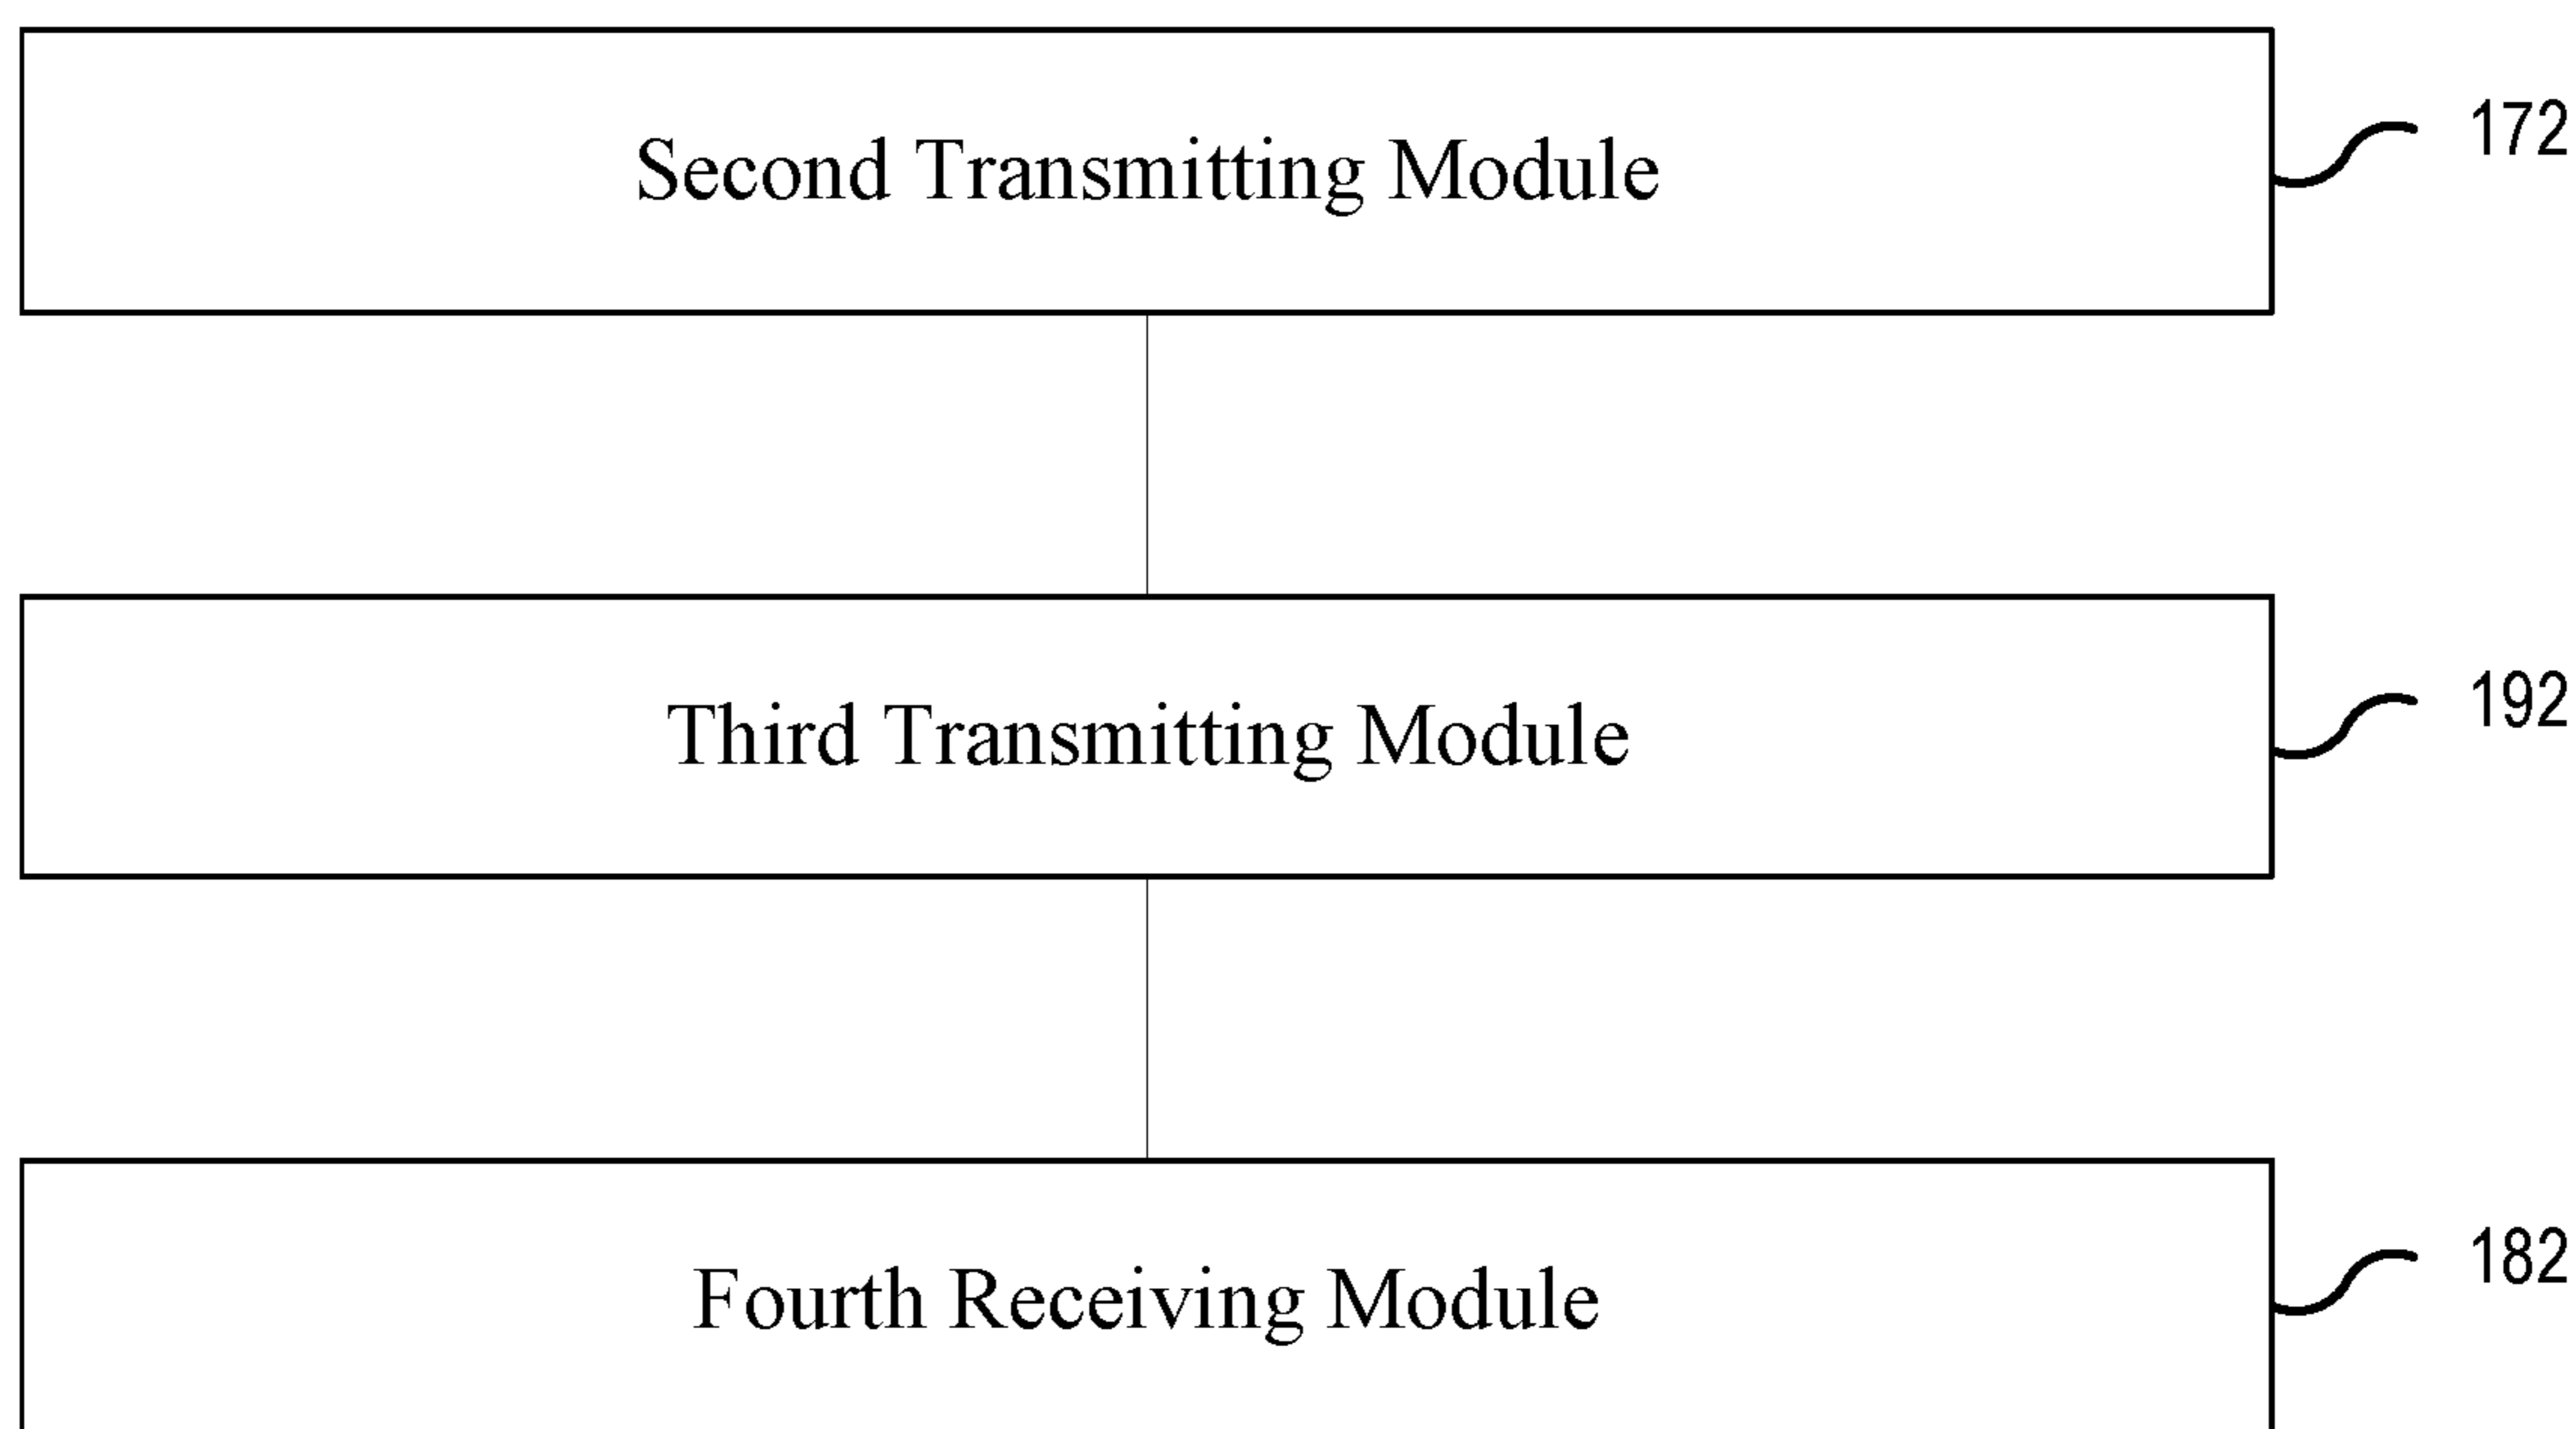 Second Transmitting Module 172
Third Transmitting Module 192
Fourth Receiving Module 182